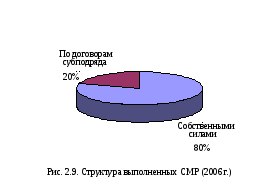 По договорам
субподряда
20%
Собственными
силами
80%
Рис. 2.9. Структура выполненных СМР (2006 г.)